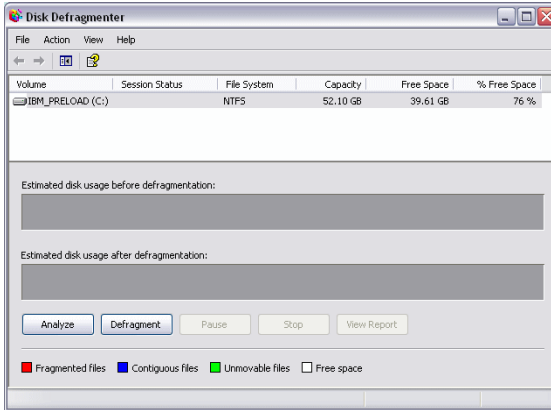 Disk Defragmenter
File Action View Help
Volume Session Status File System Capacity Free Space % Free Space
IBM_PRELOAD (C:) NTFS 52.10 GB 39.61 GB 76 %
Estimated disk usage before defragmentation:
Estimated disk usage after defragmentation:
Analyze Defragment Pause Stop View Report
Fragmented files Contiguous files Unmovable files Free space